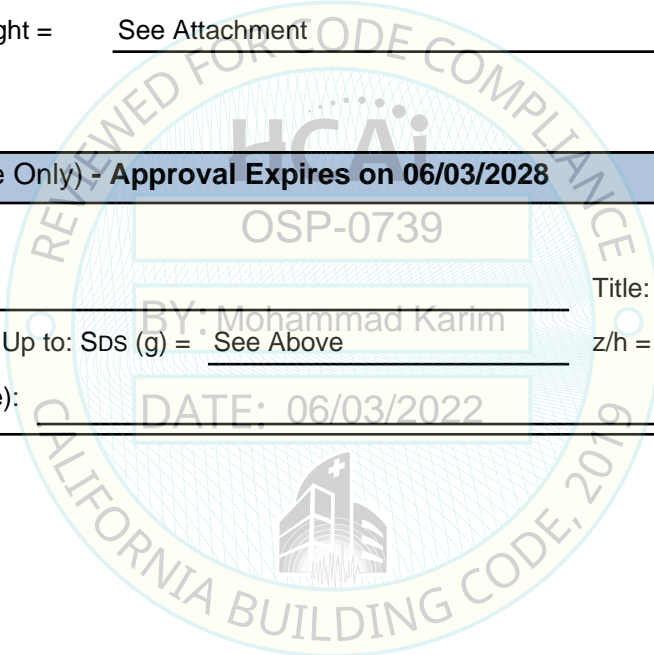 ght = See Attachment
REVIEWED FOR CODE COMPLIANCE
HCAi
e Only) - Approval Expires on 06/03/2028
OSP-0739
Title:
BY: Mohammad Karim
Up to: SDS (g) = See Above z/h =
e):
DATE: 06/03/2022
CALIFORNIA BUILDING CODE, 2019